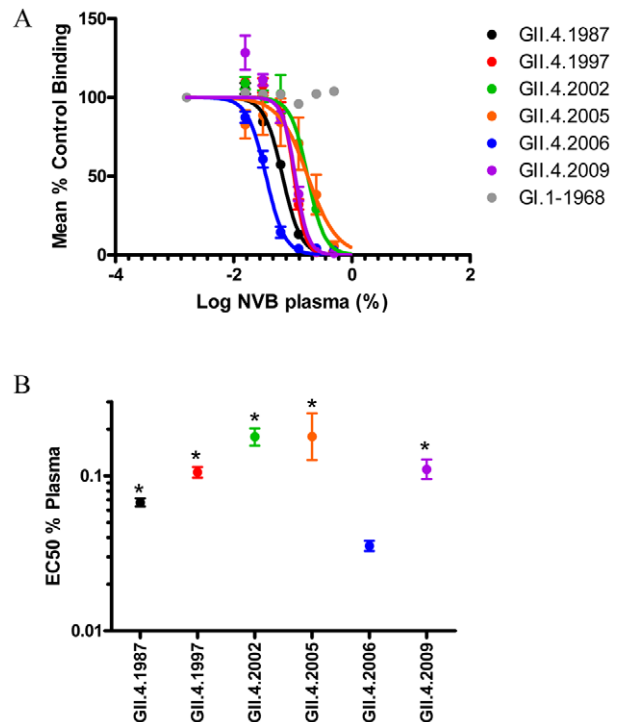 A
Mean % Control Binding
150
100
50
0
-4
-2
0
2
Log NVB plasma (%)
GII.4.1987
GII.4.1997
GII.4.2002
GII.4.2005
GII.4.2006
GII.4.2009
GI.1-1968
B
EC50 % Plasma
0.1
0.01
*
*
*
*
*
GII.4.1987
GII.4.1997
GII.4.2002
GII.4.2005
GII.4.2006
GII.4.2009